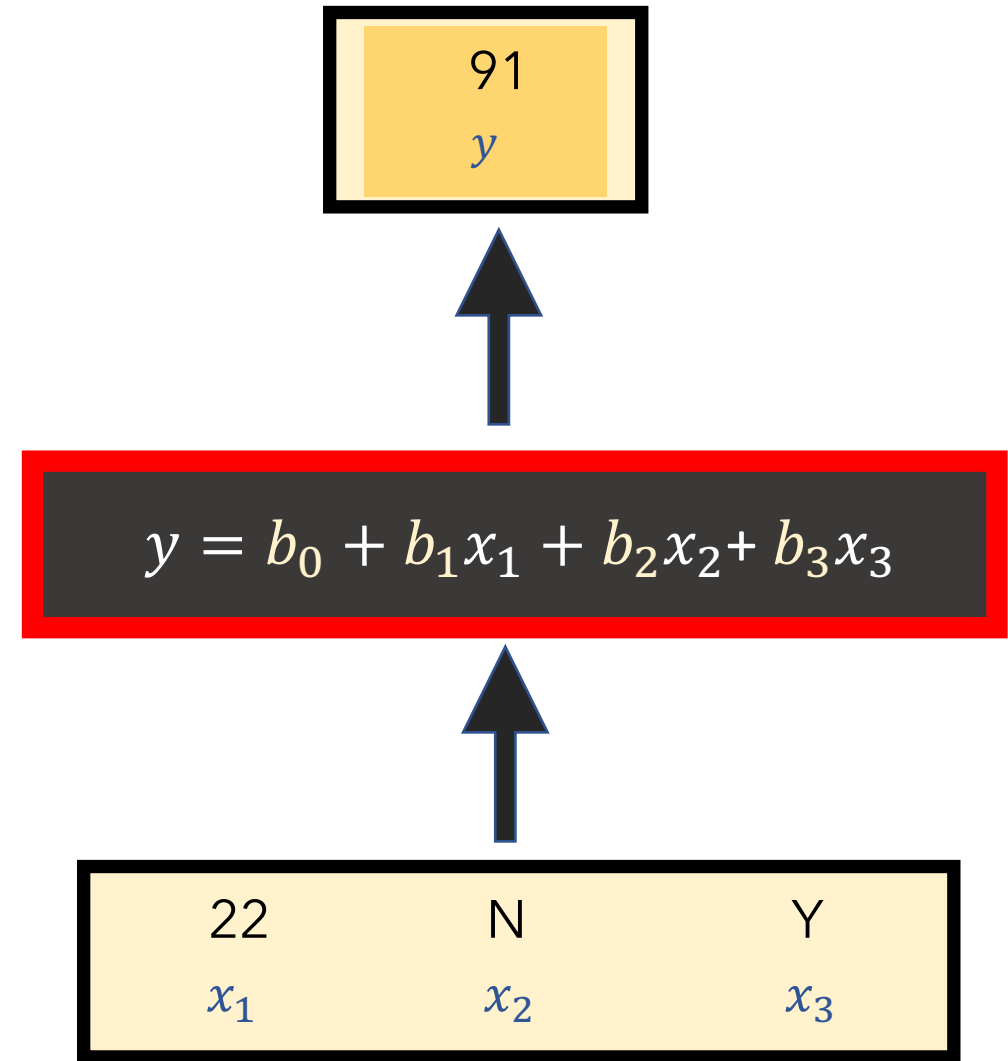 91
y
y = b₀ + b₁x₁ + b₂x₂+ b₃x₃
22 N Y
x₁ x₂ x₃